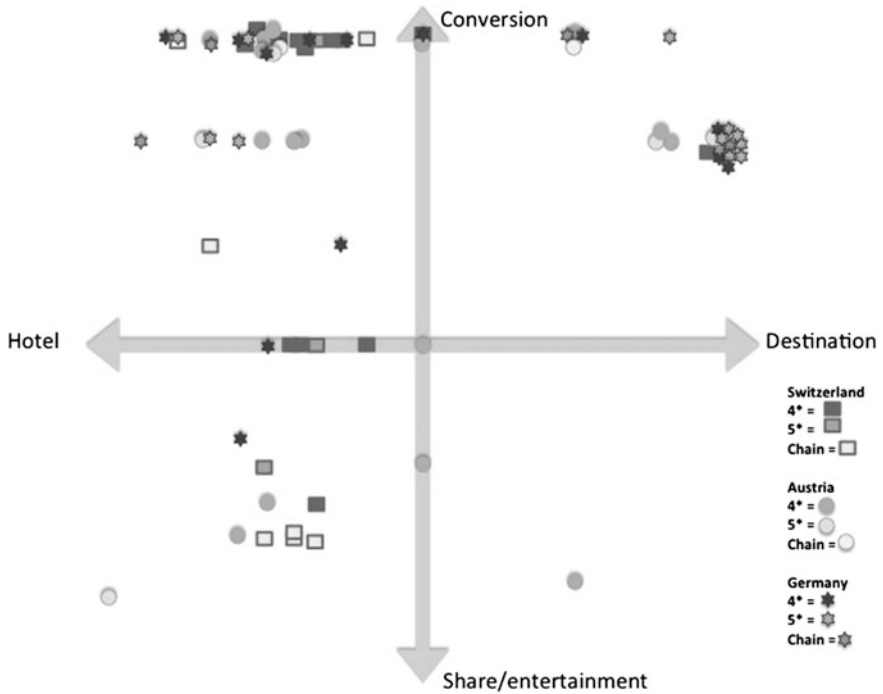 Conversion
Hotel
Destination
Switzerland
4* =
5* =
Chain =
Austria
4* =
5* =
Chain =
Germany
4* =
5* =
Chain =
Share/entertainment